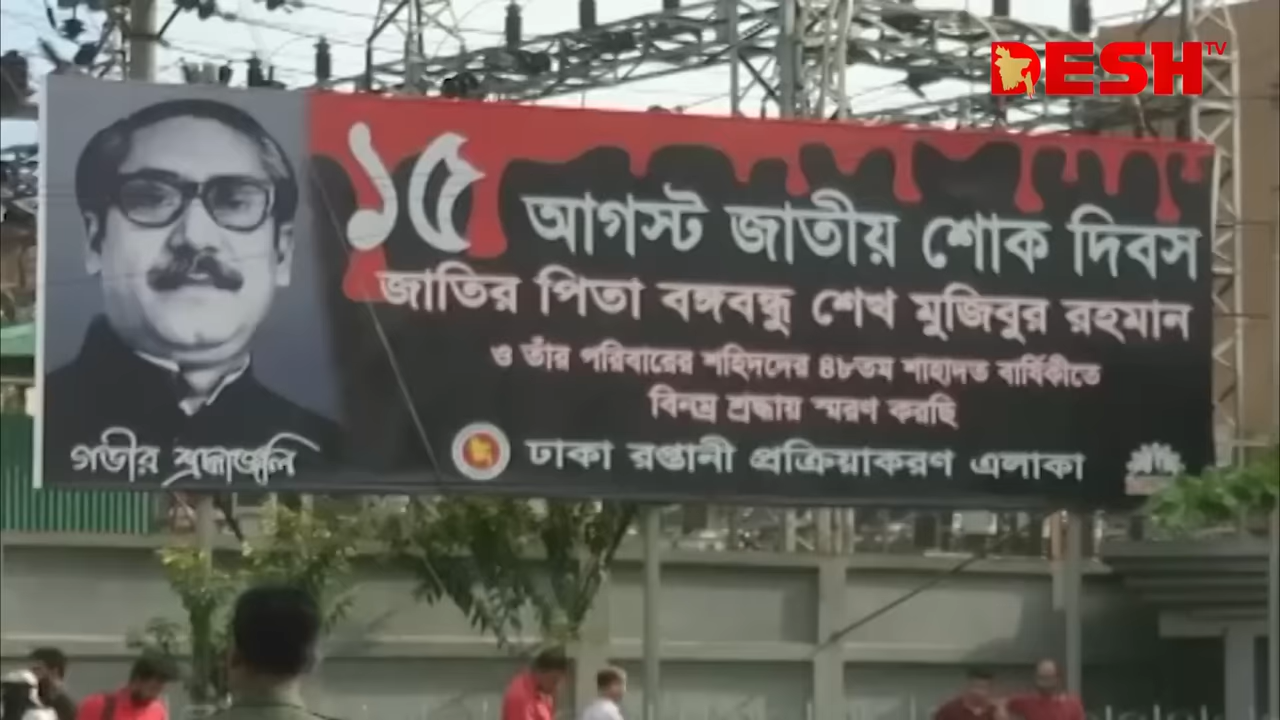 DESH TV
১৫ আগস্ট জাতীয় শোক দিবস
জাতির পিতা বঙ্গবন্ধু শেখ মুজিবুর রহমান
ও তাঁর পরিবারের শহিদদের ৪৮তম শাহাদত বার্ষিকীতে
বিনম্র শ্রদ্ধায় স্মরণ করছি
গভীর শ্রদ্ধাঞ্জলি
ঢাকা রপ্তানী প্রক্রিয়াকরণ এলাকা